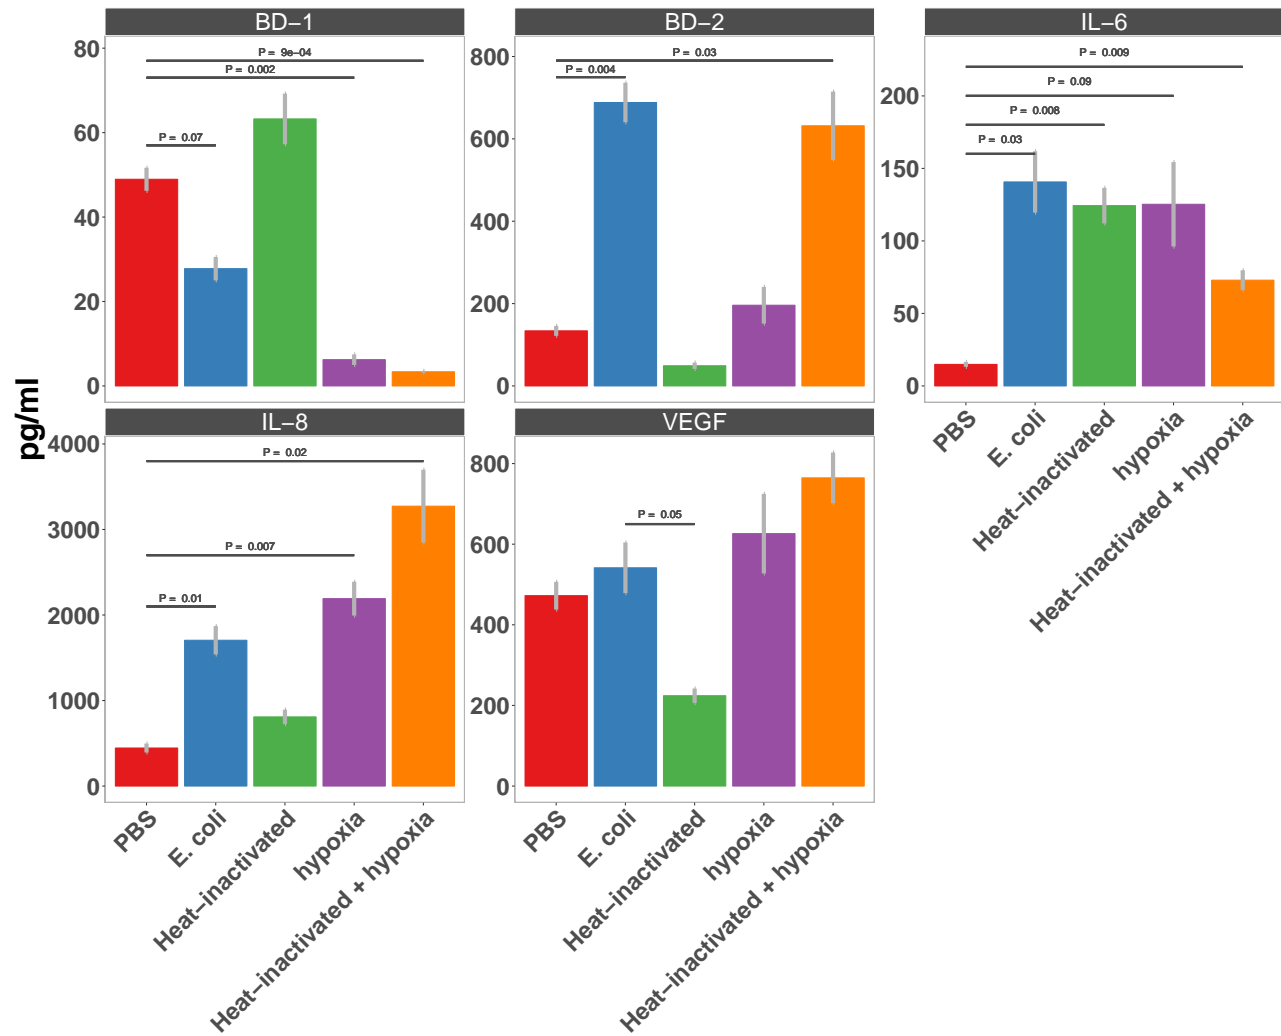 BD−1
80
60
40
20
0
P = 9e−04
P = 0.002
P = 0.07
BD−2
800
600
400
200
0
P = 0.03
P = 0.004
IL−6
200
150
100
50
0
P = 0.009
P = 0.09
P = 0.008
P = 0.03
PBS
E. coli
Heat−inactivated
hypoxia
Heat−inactivated + hypoxia
pg/ml
IL−8
4000
3000
2000
1000
0
P = 0.02
P = 0.007
P = 0.01
PBS
E. coli
Heat−inactivated
hypoxia
Heat−inactivated + hypoxia
VEGF
800
600
400
200
0
P = 0.05
PBS
E. coli
Heat−inactivated
hypoxia
Heat−inactivated + hypoxia